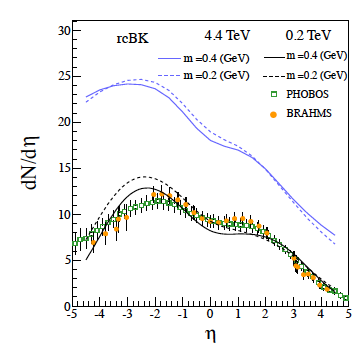 rcBK 4.4 TeV 0.2 TeV
m =0.4 (GeV) m =0.4 (GeV)
m =0.2 (GeV) m =0.2 (GeV)
PHOBOS
BRAHMS
dN/dη
30
25
20
15
10
5
0
-5 -4 -3 -2 -1 0 1 2 3 4 5
η